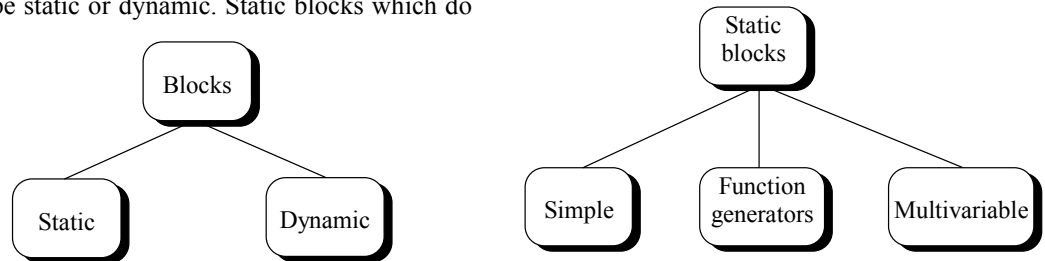 be static or dynamic. Static blocks which do
Blocks
Static
Dynamic
Static
blocks
Simple
Function
generators
Multivariable